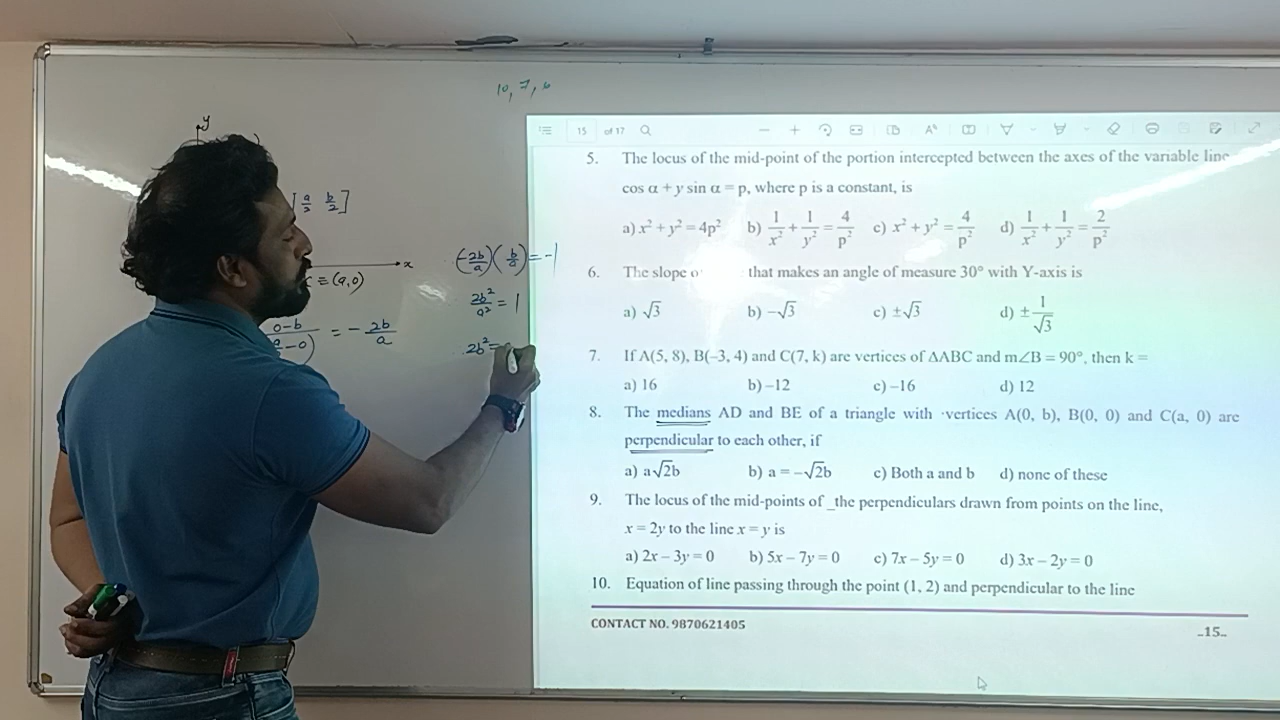 10, 7, 6
y
[a/2 b/2]
x
C ≡ (a,0)
0-b = - 2b/a
(-2b/a)(b/a) = -1
2b²/a² = 1
2b² =
15 of 17
5. The locus of the mid-point of the portion intercepted between the axes of the variable line
cos α + y sin α = p, where p is a constant, is
a) x² + y² = 4p² b) 1/x² + 1/y² = 4/p² c) x² + y² = 4/p² d) 1/x² + 1/y² = 2/p²
6. The slope o that makes an angle of measure 30° with Y-axis is
a) √3 b) –√3 c) ±√3 d) ± 1/√3
7. If A(5, 8), B(–3, 4) and C(7, k) are vertices of ΔABC and m∠B = 90°, then k =
a) 16 b) –12 c) –16 d) 12
8. The medians AD and BE of a triangle with ·vertices A(0, b), B(0, 0) and C(a, 0) are
perpendicular to each other, if
a) a√2b b) a = –√2b c) Both a and b d) none of these
9. The locus of the mid-points of _the perpendiculars drawn from points on the line,
x = 2y to the line x = y is
a) 2x – 3y = 0 b) 5x – 7y = 0 c) 7x – 5y = 0 d) 3x – 2y = 0
10. Equation of line passing through the point (1, 2) and perpendicular to the line
CONTACT NO. 9870621405
..15..